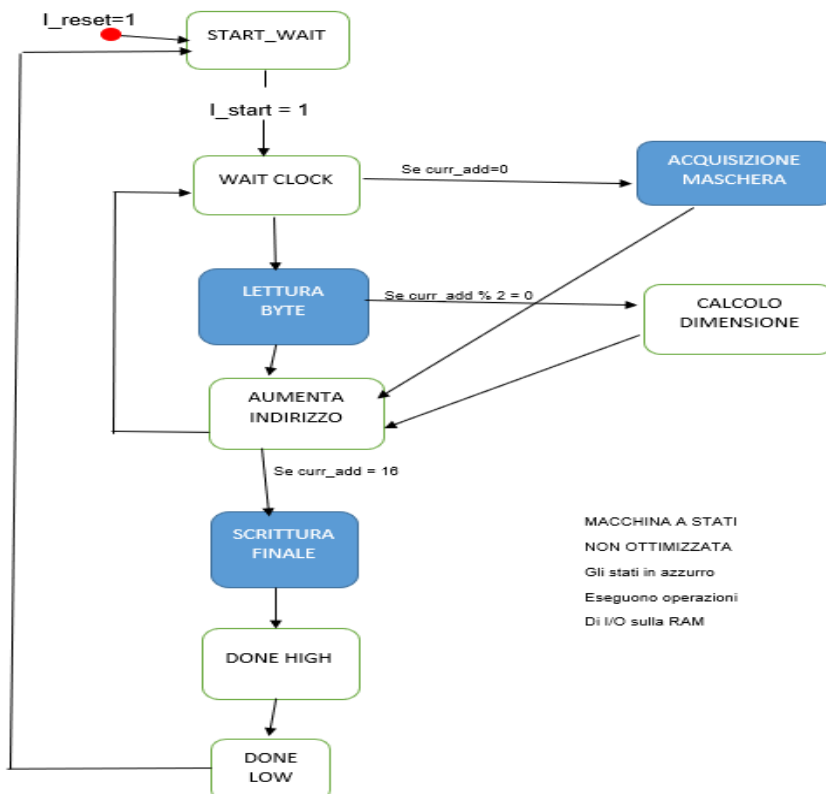 I_reset=1
START_WAIT
I_start = 1
WAIT CLOCK
Se curr_add=0
ACQUISIZIONE
MASCHERA
LETTURA
BYTE
Se curr_add % 2 = 0
CALCOLO
DIMENSIONE
AUMENTA
INDIRIZZO
Se curr_add = 16
SCRITTURA
FINALE
MACCHINA A STATI
NON OTTIMIZZATA
Gli stati in azzurro
Eseguono operazioni
Di I/O sulla RAM
DONE HIGH
DONE
LOW